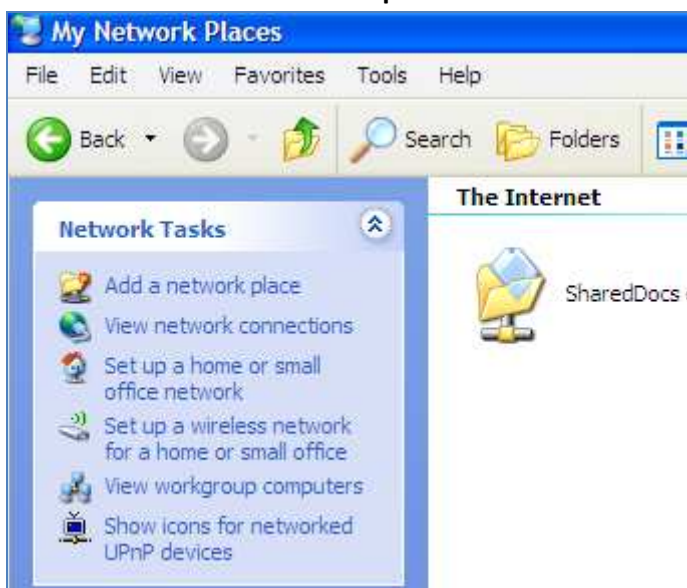 My Network Places
File Edit View Favorites Tools Help
Back Search Folders
Network Tasks
Add a network place
View network connections
Set up a home or small
office network
Set up a wireless network
for a home or small office
View workgroup computers
Show icons for networked
UPnP devices
The Internet
SharedDocs